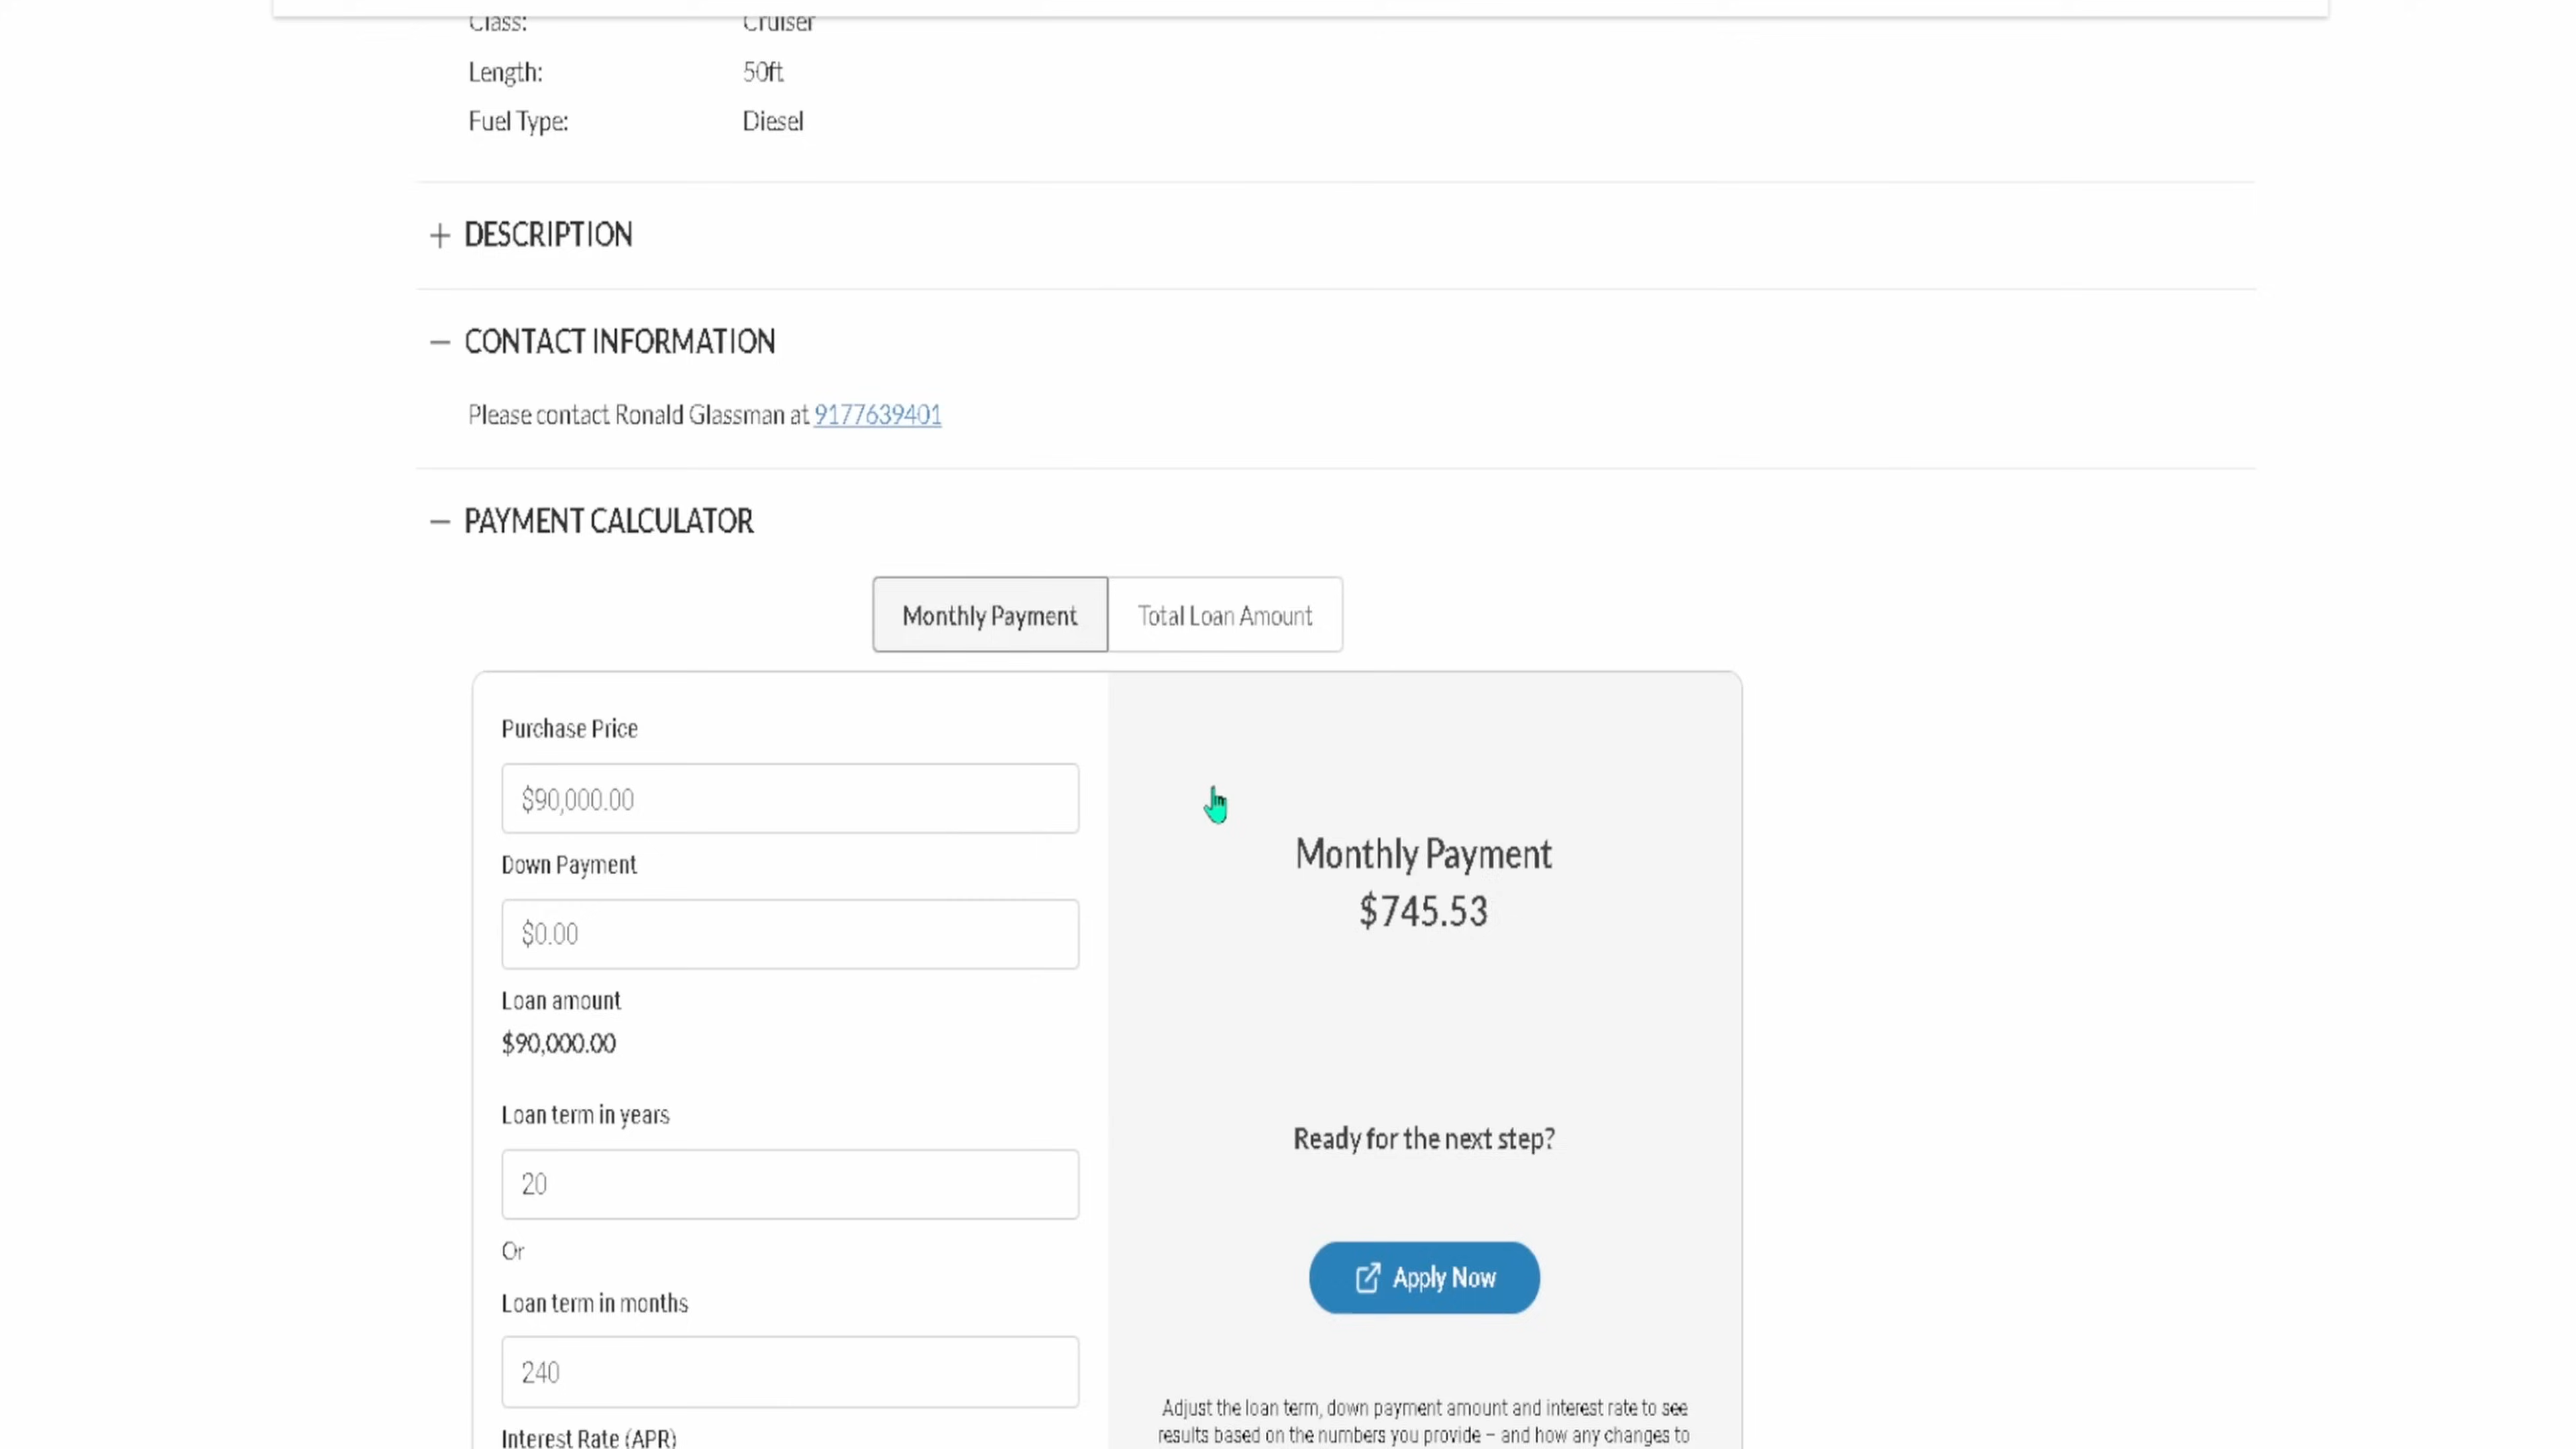 Class: Cruiser
Length: 50ft
Fuel Type: Diesel
DESCRIPTION
CONTACT INFORMATION
Please contact Ronald Glassman at 9177639401
PAYMENT CALCULATOR
Monthly Payment
Total Loan Amount
Purchase Price
$90,000.00
Down Payment
$0.00
Loan amount
$90,000.00
Loan term in years
20
Or
Loan term in months
240
Interest Rate (APR)
Monthly Payment
$745.53
Ready for the next step?
Apply Now
Adjust the loan term, down payment amount and interest rate to see
results based on the numbers you provide – and how any changes to